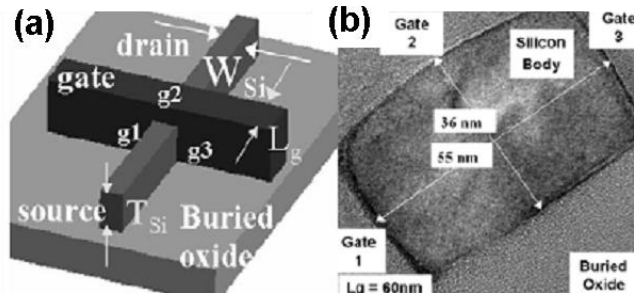 (a)
drain
gate
W
Si
g2
g1
g3
L
g
source
T
Si
Buried
oxide
(b)
Gate
2
Silicon
Body
Gate
3
36 nm
55 nm
Gate
1
Lg = 60nm
Buried
Oxide